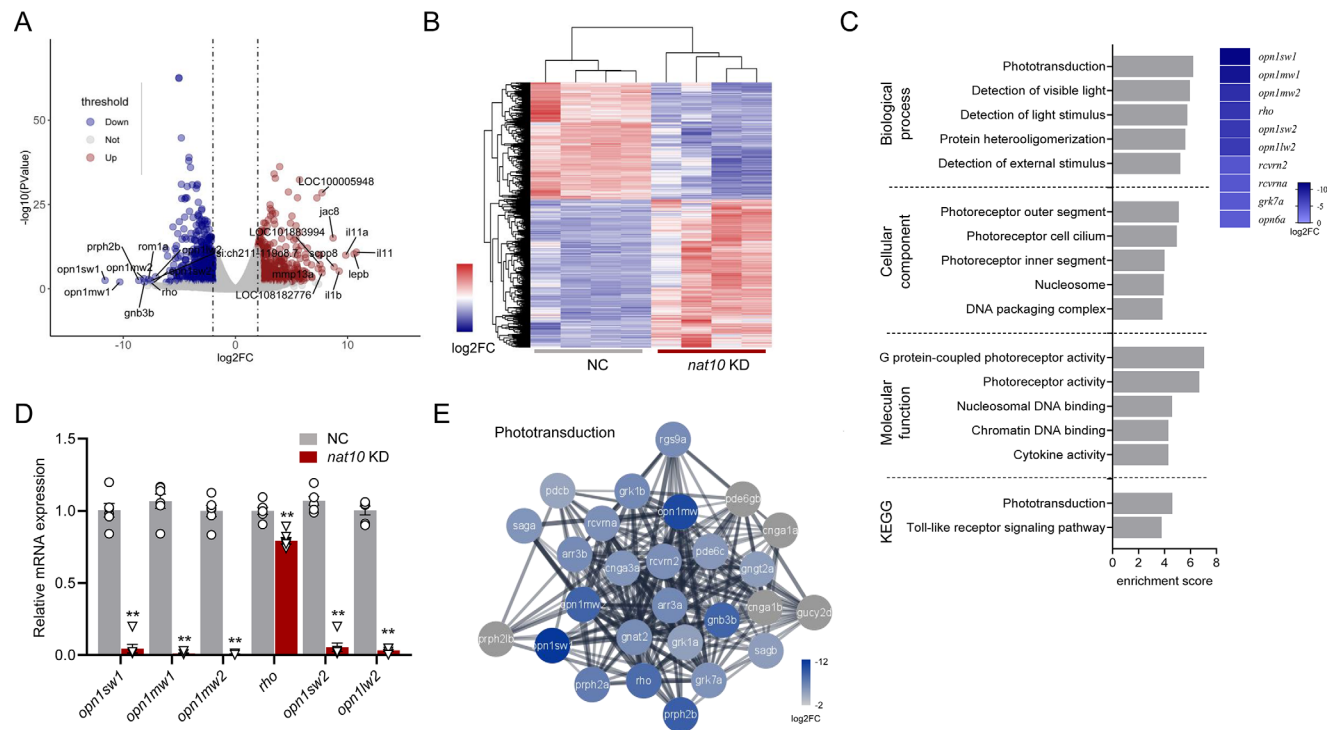 A
-log10(PValue)
50
25
0
threshold
Down
Not
Up
LOC100005948
jac8
LOC101883994
il11a
scpp8
il11
lepb
mmp13a
LOC108182776
il1b
si:ch211-119o8.7
prph2b
rom1a
opn1mw2
opn1sw1
opn1mw1
rho
gnb3b
-10
0
10
log2FC
B
log2FC
NC
nat10 KD
C
Biological process
Phototransduction
Detection of visible light
Detection of light stimulus
Protein heterooligomerization
Detection of external stimulus
Cellular component
Photoreceptor outer segment
Photoreceptor cell cilium
Photoreceptor inner segment
Nucleosome
DNA packaging complex
Molecular function
G protein-coupled photoreceptor activity
Photoreceptor activity
Nucleosomal DNA binding
Chromatin DNA binding
Cytokine activity
KEGG
Phototransduction
Toll-like receptor signaling pathway
0 2 4 6 8
enrichment score
opn1sw1
opn1mw1
opn1mw2
rho
opn1sw2
opn1lw2
rcvrn2
rcvrna
grk7a
opn6a
-10
-5
0
log2FC
D
Relative mRNA expression
1.5
1.0
0.5
0.0
NC
nat10 KD
**
**
**
**
**
**
opn1sw1
opn1mw1
opn1mw2
rho
opn1sw2
opn1lw2
E
Phototransduction
rgs9a
pdcb
grk1b
opn1mw
pde6gb
saga
rcvrna
cnga1a
arr3b
cnga3a
rcvrn2
pde6c
gngt2a
opn1mw
arr3a
gnb3b
cnga1b
gucy2d
prph2lb
opn1sw
gnat2
grk1a
sagb
prph2a
rho
grk7a
prph2b
-12
-2
log2FC